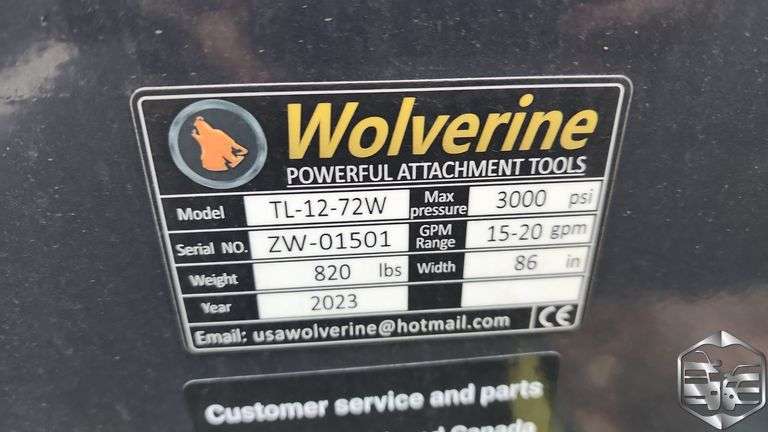 Wolverine
POWERFUL ATTACHMENT TOOLS
Model TL-12-72W Max pressure 3000 psi
Serial NO. ZW-01501 GPM Range 15-20 gpm
Weight 820 lbs Width 86 in
Year 2023
Email: usawolverine@hotmail.com CE
Customer service and parts
and Canada